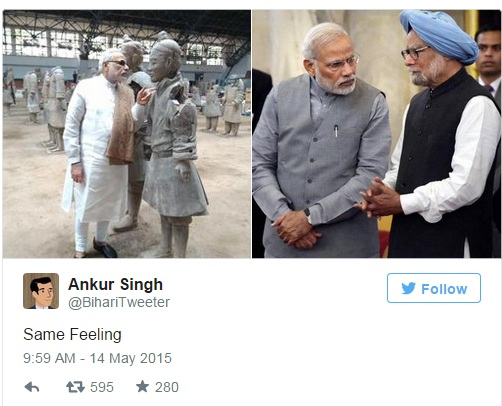 Ankur Singh
@BihariTweeter
Follow
Same Feeling
9:59 AM - 14 May 2015
595 280